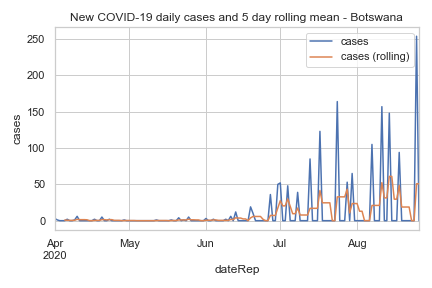 New COVID-19 daily cases and 5 day rolling mean - Botswana
cases
cases (rolling)
250
200
150
100
50
0
cases
Apr May Jun Jul Aug
2020
dateRep